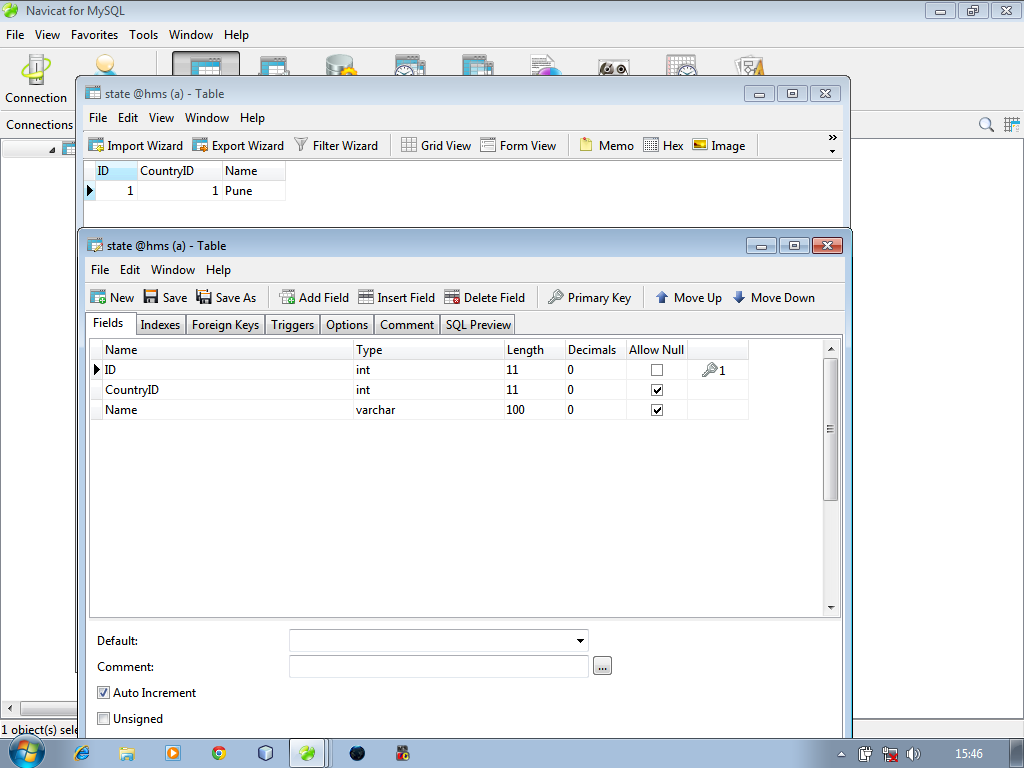 Navicat for MySQL
File View Favorites Tools Window Help
Connection
Connections
state @hms (a) - Table
File Edit View Window Help
Import Wizard Export Wizard Filter Wizard Grid View Form View Memo Hex Image »
ID CountryID Name
1 1 Pune
state @hms (a) - Table
File Edit Window Help
New Save Save As Add Field Insert Field Delete Field Primary Key Move Up Move Down
Fields Indexes Foreign Keys Triggers Options Comment SQL Preview
Name Type Length Decimals Allow Null
ID int 11 0 1
CountryID int 11 0
Name varchar 100 0
Default:
Comment: ...
Auto Increment
Unsigned
1 object(s) sele
15:46